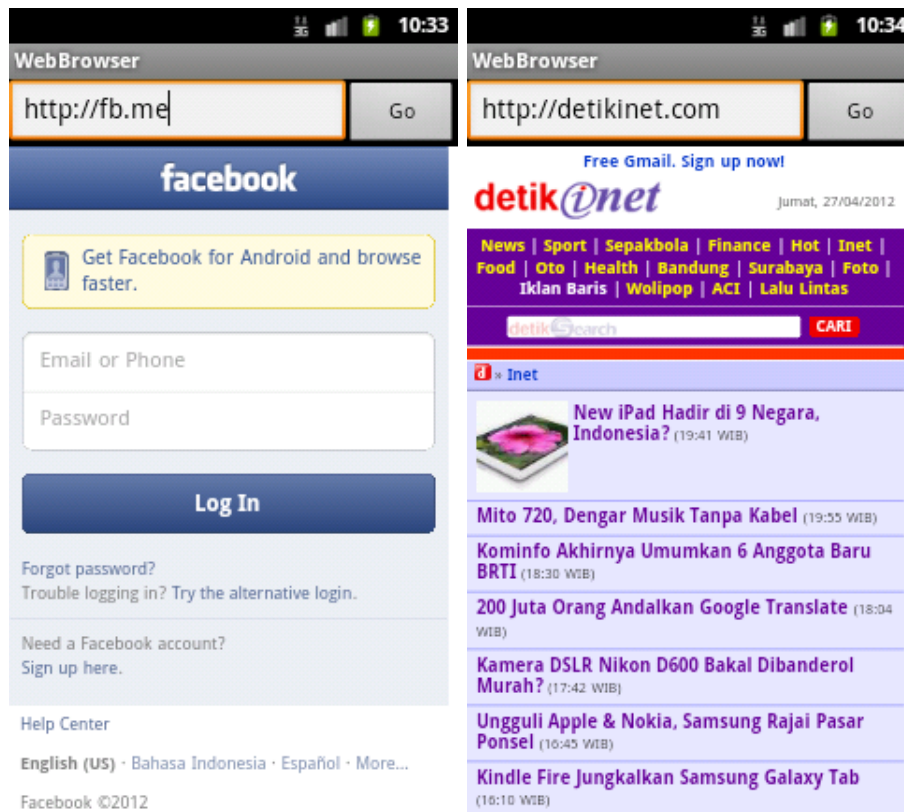 3G 10:33
WebBrowser
http://fb.me
Go
facebook
Get Facebook for Android and browse
faster.
Email or Phone
Password
Log In
Forgot password?
Trouble logging in? Try the alternative login.
Need a Facebook account?
Sign up here.
Help Center
English (US) · Bahasa Indonesia · Español · More...
Facebook ©2012
3G 10:34
WebBrowser
http://detikinet.com
Go
Free Gmail. Sign up now!
detikinet
Jumat, 27/04/2012
News | Sport | Sepakbola | Finance | Hot | Inet |
Food | Oto | Health | Bandung | Surabaya | Foto |
Iklan Baris | Wolipop | ACI | Lalu Lintas
detikSearch
CARI
d » Inet
New iPad Hadir di 9 Negara,
Indonesia? (19:41 WIB)
Mito 720, Dengar Musik Tanpa Kabel (19:55 WIB)
Kominfo Akhirnya Umumkan 6 Anggota Baru
BRTI (18:30 WIB)
200 Juta Orang Andalkan Google Translate (18:04
WIB)
Kamera DSLR Nikon D600 Bakal Dibanderol
Murah? (17:42 WIB)
Ungguli Apple & Nokia, Samsung Rajai Pasar
Ponsel (16:45 WIB)
Kindle Fire Jungkalkan Samsung Galaxy Tab
(16:10 WIB)